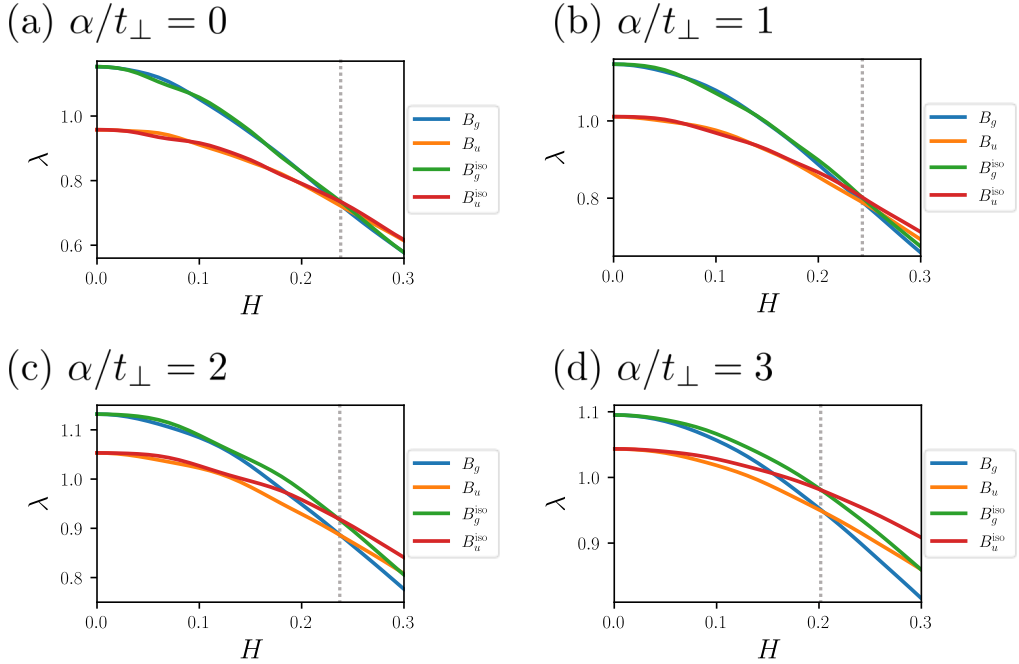 (a) α/t⊥ = 0
1.0
0.8
0.6
λ
0.0 0.1 0.2 0.3
H
B_g
B_u
B_g^iso
B_u^iso
(b) α/t⊥ = 1
1.0
0.8
λ
0.0 0.1 0.2 0.3
H
B_g
B_u
B_g^iso
B_u^iso
(c) α/t⊥ = 2
1.1
1.0
0.9
0.8
λ
0.0 0.1 0.2 0.3
H
B_g
B_u
B_g^iso
B_u^iso
(d) α/t⊥ = 3
1.1
1.0
0.9
λ
0.0 0.1 0.2 0.3
H
B_g
B_u
B_g^iso
B_u^iso